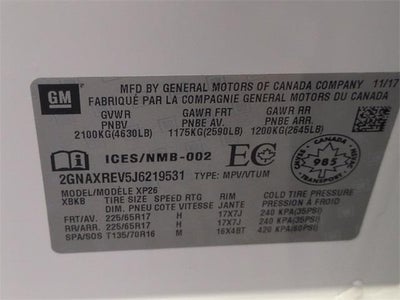 GM
MFD BY GENERAL MOTORS OF CANADA COMPANY 11/17
FABRIQUÉ PAR LA COMPAGNIE GENERAL MOTORS DU CANADA
GVWR GAWR FRT GAWR RR
PNBV PNBE AV. PNBE AR
2100KG(4630LB) 1175KG(2590LB) 1200KG(2645LB)
ICES/NMB-002 EC CANADA 985 TRANSPORT
2GNAXREV5J6219531 TYPE: MPV/VTUM
MODEL/MODÈLE XP26
XBKB TIRE SIZE SPEED RTG RIM COLD TIRE PRESSURE
DIM. PNEU COTE VITESSE JANTE PRESSION À FROID
FRT/AV. 225/65R17 H 17X7J 240 KPA(35PSI)
RR/ARR. 225/65R17 H 17X7J 240 KPA(35PSI)
SPA/SOS T135/70R16 M 16X4BT 420 KPA(60PSI)